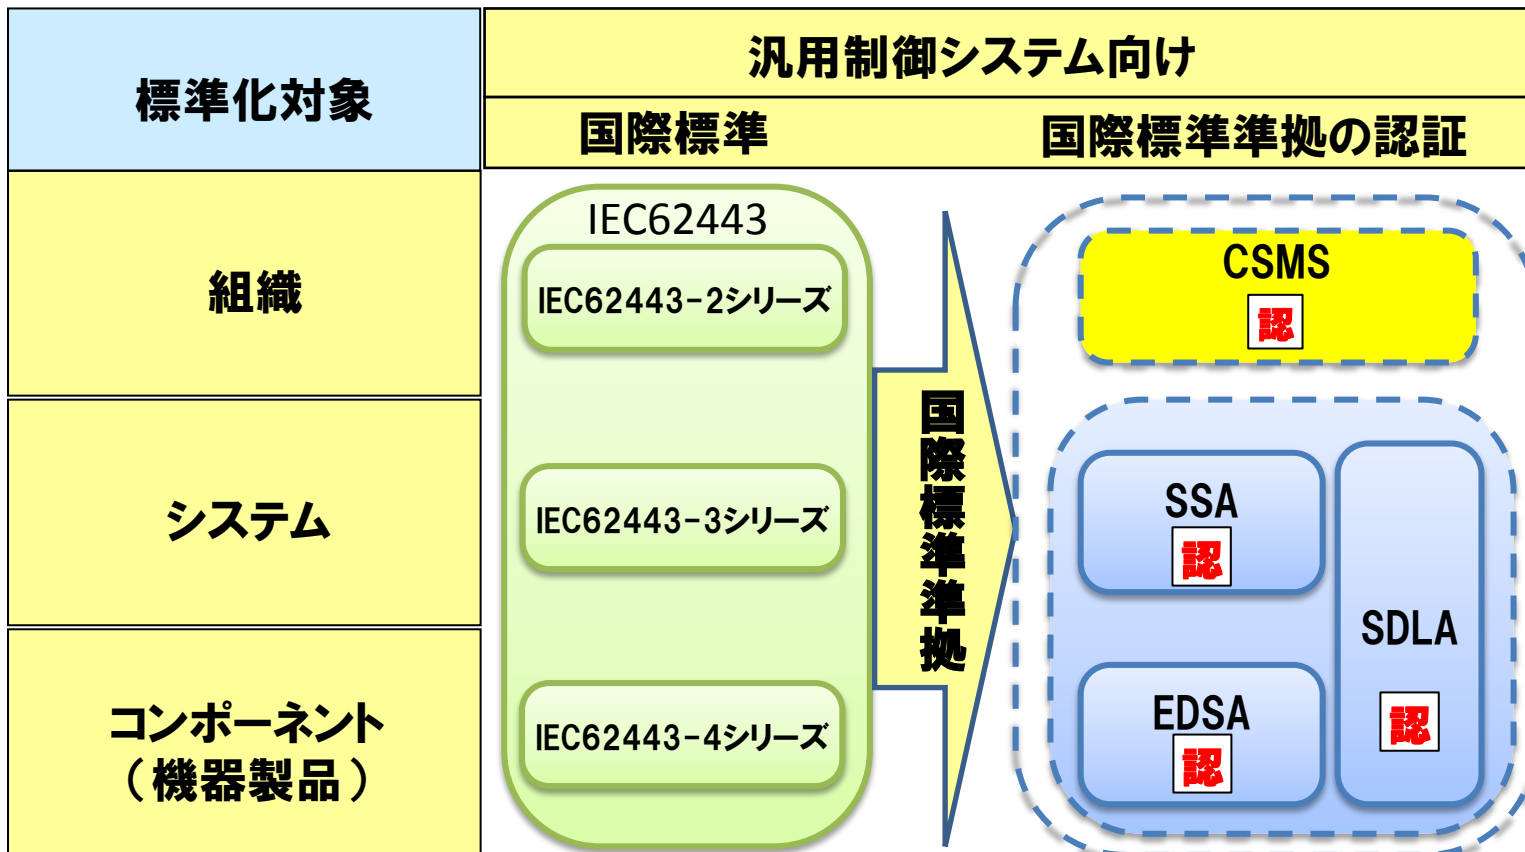 標準化対象
汎用制御システム向け
国際標準
国際標準準拠の認証
組織
システム
コンポーネント
（機器製品）
IEC62443
IEC62443-2シリーズ
IEC62443-3シリーズ
IEC62443-4シリーズ
国際標準準拠
CSMS
認
SSA
認
EDSA
認
SDLA
認